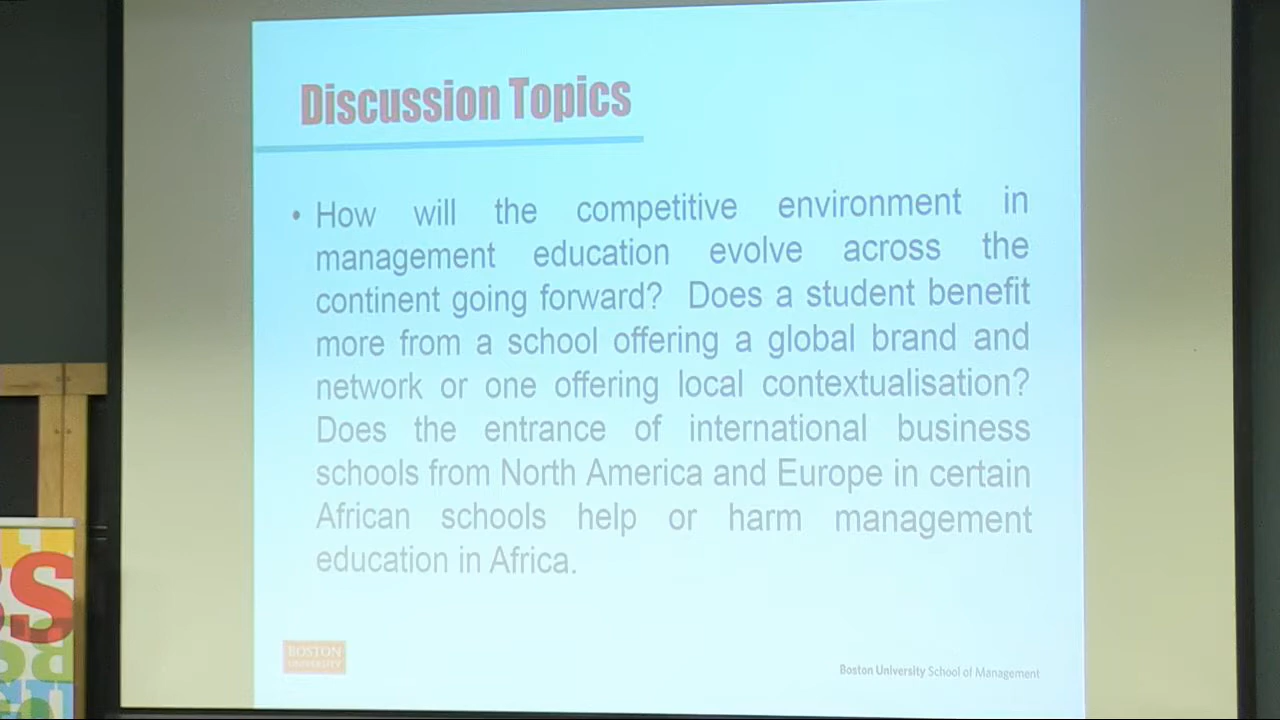 Discussion Topics
• How will the competitive environment in
management education evolve across the
continent going forward? Does a student benefit
more from a school offering a global brand and
network or one offering local contextualisation?
Does the entrance of international business
schools from North America and Europe in certain
African schools help or harm management
education in Africa.
BOSTON
UNIVERSITY
Boston University School of Management